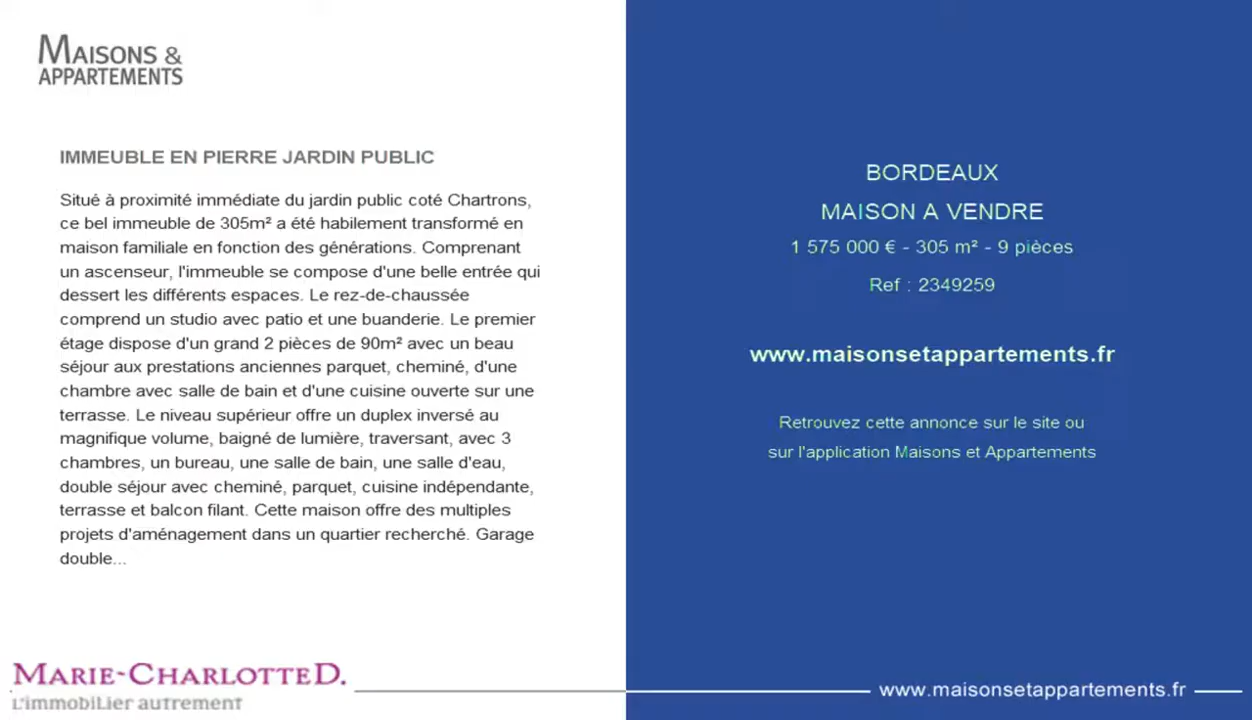 MAISONS &
APPARTEMENTS
IMMEUBLE EN PIERRE JARDIN PUBLIC
Situé à proximité immédiate du jardin public coté Chartrons,
ce bel immeuble de 305m² a été habilement transformé en
maison familiale en fonction des générations. Comprenant
un ascenseur, l'immeuble se compose d'une belle entrée qui
dessert les différents espaces. Le rez-de-chaussée
comprend un studio avec patio et une buanderie. Le premier
étage dispose d'un grand 2 pièces de 90m² avec un beau
séjour aux prestations anciennes parquet, cheminé, d'une
chambre avec salle de bain et d'une cuisine ouverte sur une
terrasse. Le niveau supérieur offre un duplex inversé au
magnifique volume, baigné de lumière, traversant, avec 3
chambres, un bureau, une salle de bain, une salle d'eau,
double séjour avec cheminé, parquet, cuisine indépendante,
terrasse et balcon filant. Cette maison offre des multiples
projets d'aménagement dans un quartier recherché. Garage
double...
MARIE-CHARLOTTE D.
L'immobilier autrement
BORDEAUX
MAISON A VENDRE
1 575 000 € - 305 m² - 9 pièces
Ref : 2349259
www.maisonsetappartements.fr
Retrouvez cette annonce sur le site ou
sur l'application Maisons et Appartements
www.maisonsetappartements.fr